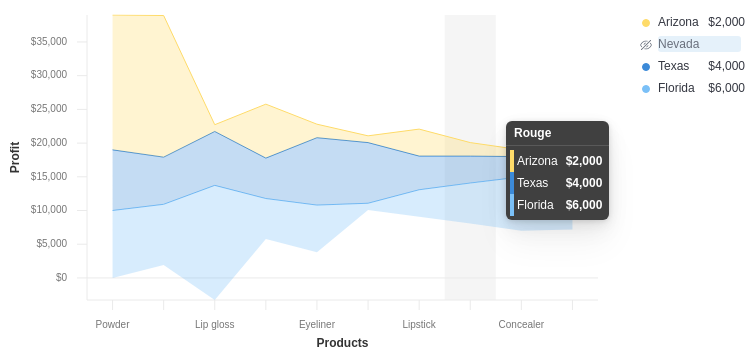 Arizona $2,000
Nevada
Texas $4,000
Florida $6,000
$35,000
$30,000
$25,000
$20,000
$15,000
$10,000
$5,000
$0
Profit
Rouge
Arizona $2,000
Texas $4,000
Florida $6,000
Powder Lip gloss Eyeliner Lipstick Concealer
Products